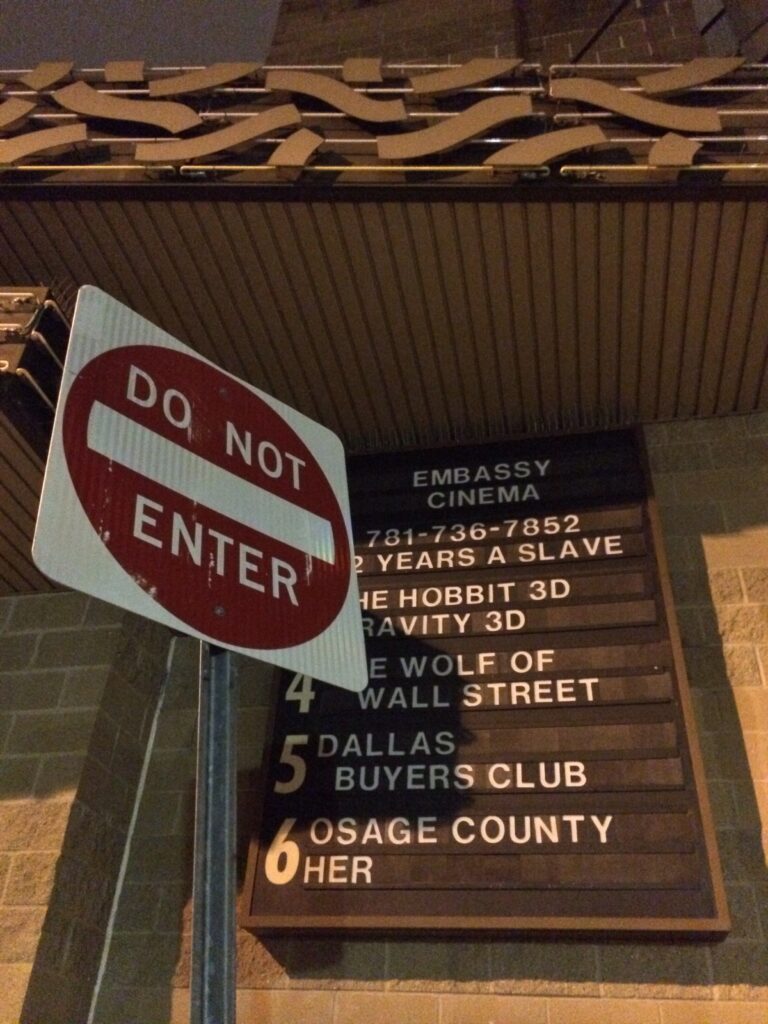 DO NOT
ENTER
EMBASSY
CINEMA
781-736-7852
2 YEARS A SLAVE
HE HOBBIT 3D
RAVITY 3D
4 E WOLF OF
WALL STREET
5 DALLAS
BUYERS CLUB
6 OSAGE COUNTY
HER